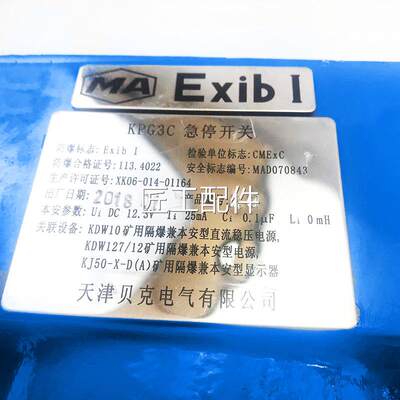 MA Exib I
KPG3C 急停开关
防爆标志: Exib I 检验单位标志: CMExC
防爆合格证号: 113.4022 安全标志编号: MAD070843
生产许可证号: XK06-014-01164
出厂日期: 2018 产品
匠工配件
本安参数: Ui DC 12.5V Ii 25mA Ci 0.1μF Li 0mH
关联设备: KDW10矿用隔爆兼本安型直流稳压电源,
KDW127/12矿用隔爆兼本安型电源,
KJ50-X-D(A)矿用隔爆兼本安型显示器
天津贝克电气有限公司